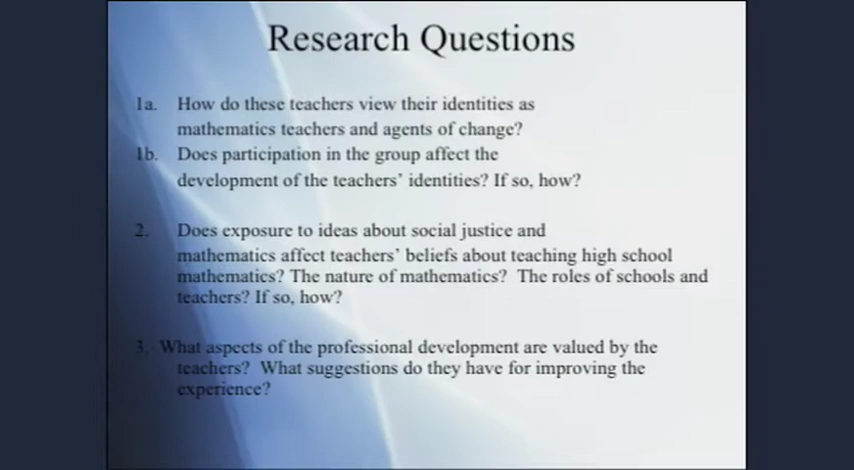 Research Questions
1a. How do these teachers view their identities as
mathematics teachers and agents of change?
1b. Does participation in the group affect the
development of the teachers' identities? If so, how?
2. Does exposure to ideas about social justice and
mathematics affect teachers' beliefs about teaching high school
mathematics? The nature of mathematics? The roles of schools and
teachers? If so, how?
3. What aspects of the professional development are valued by the
teachers? What suggestions do they have for improving the
experience?